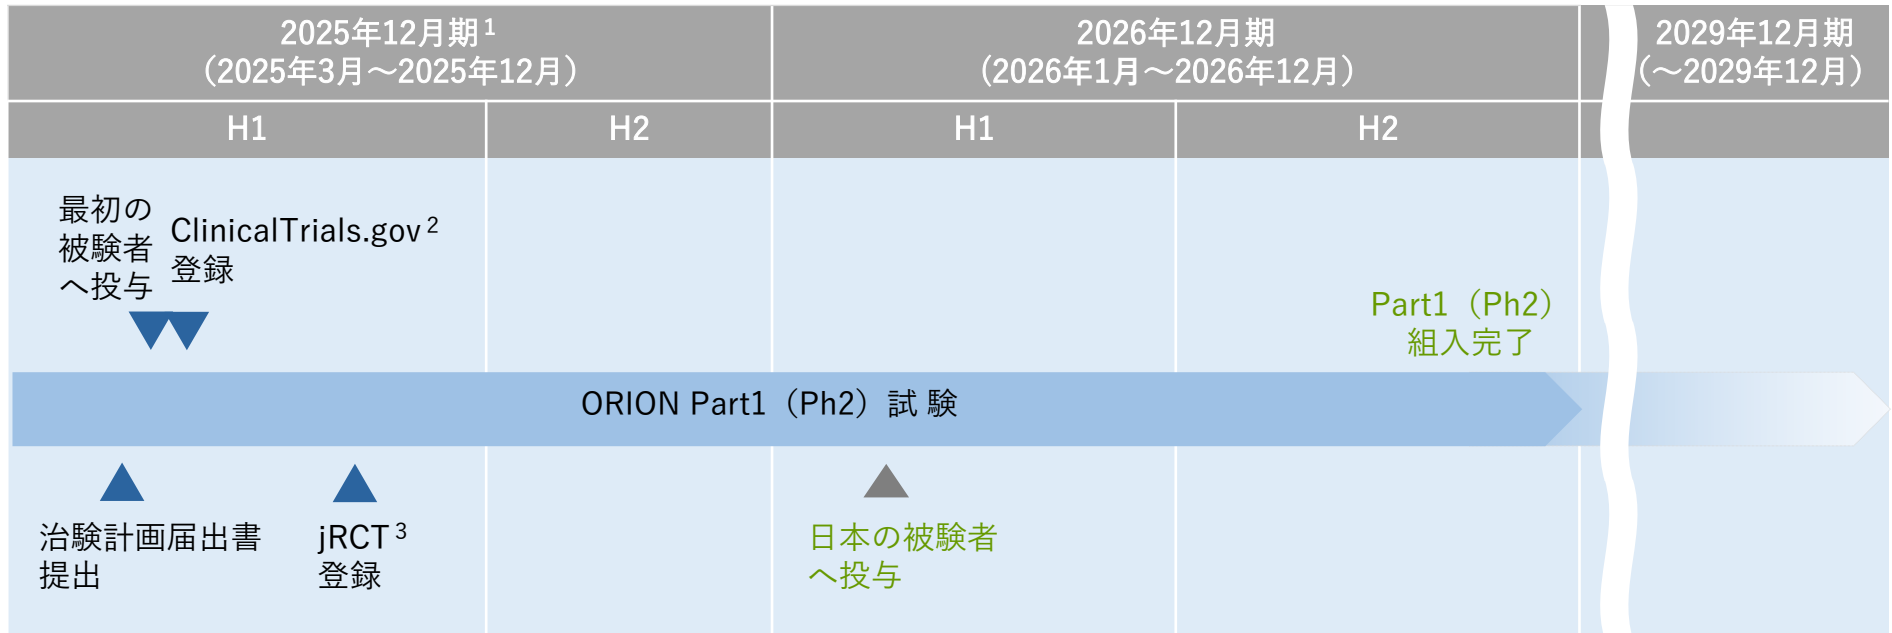 2025年12月期1
（2025年3月～2025年12月）
2026年12月期
（2026年1月～2026年12月）
2029年12月期
（～2029年12月）
H1
H2
H1
H2
最初の
被験者
へ投与
ClinicalTrials.gov 2
登録
Part1（Ph2）
組入完了
ORION Part1（Ph2）試験
治験計画届出書
提出
jRCT 3
登録
日本の被験者
へ投与